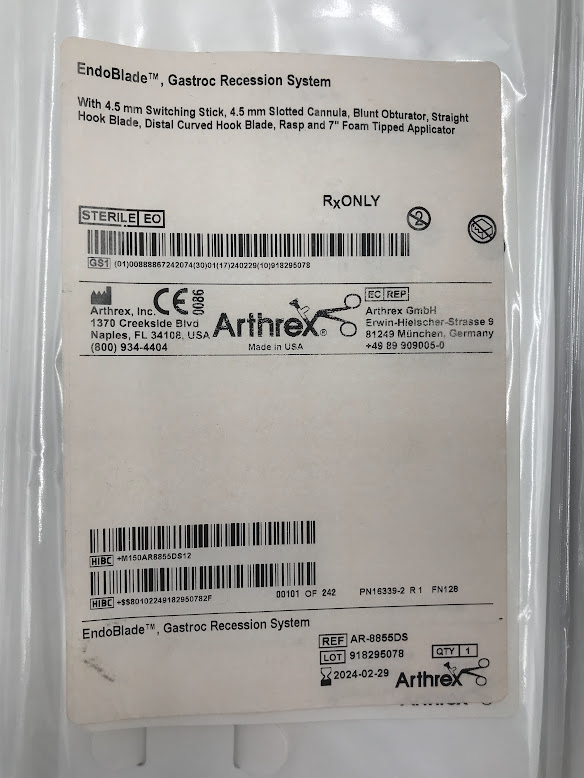 EndoBlade™, Gastroc Recession System
With 4.5 mm Switching Stick, 4.5 mm Slotted Cannula, Blunt Obturator, Straight
Hook Blade, Distal Curved Hook Blade, Rasp and 7" Foam Tipped Applicator
RxONLY
STERILE EO
2
GS1 (01)00888867242074(30)01(17)240229(10)918295078
CE 0086
EC REP
Arthrex, Inc.
1370 Creekside Blvd
Naples, FL 34108, USA
(800) 934-4404
Arthrex®
Made in USA
Arthrex GmbH
Erwin-Hielscher-Strasse 9
81249 München, Germany
+49 89 909005-0
HIBC +M150AR8855DS12
HIBC +$$80102249182950782F 00101 OF 242 PN16339-2 R 1 FN128
EndoBlade™, Gastroc Recession System
REF AR-8855DS
LOT 918295078 QTY 1
2024-02-29 Arthrex